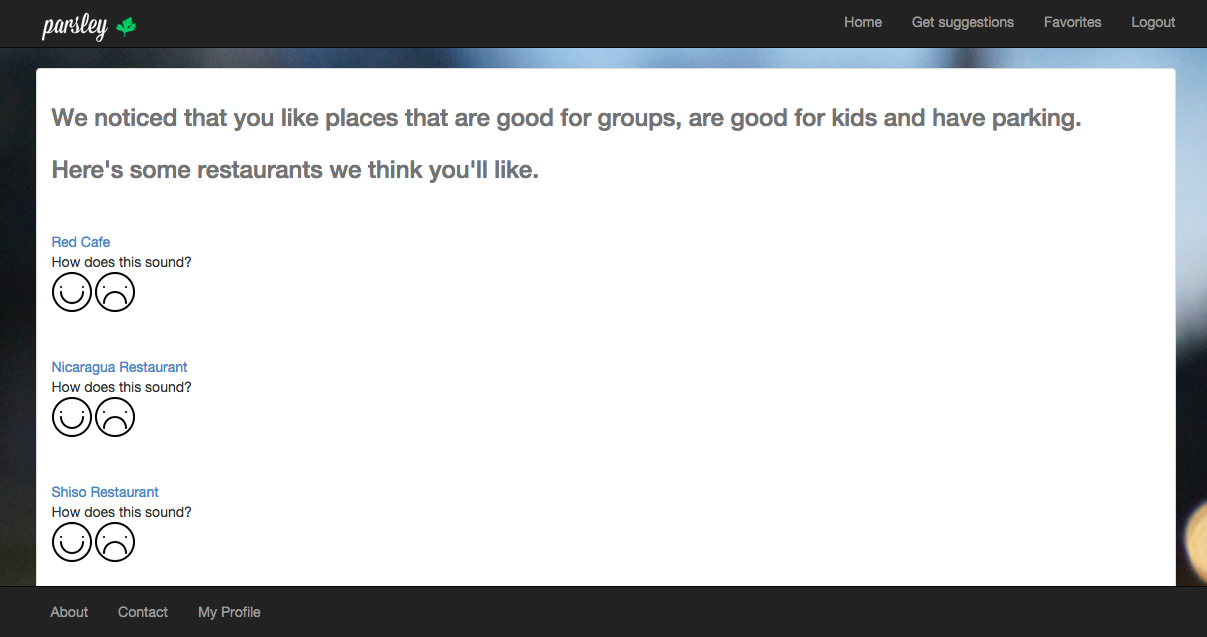 parsley
Home Get suggestions Favorites Logout
We noticed that you like places that are good for groups, are good for kids and have parking.
Here's some restaurants we think you'll like.
Red Cafe
How does this sound?
Nicaragua Restaurant
How does this sound?
Shiso Restaurant
How does this sound?
About Contact My Profile